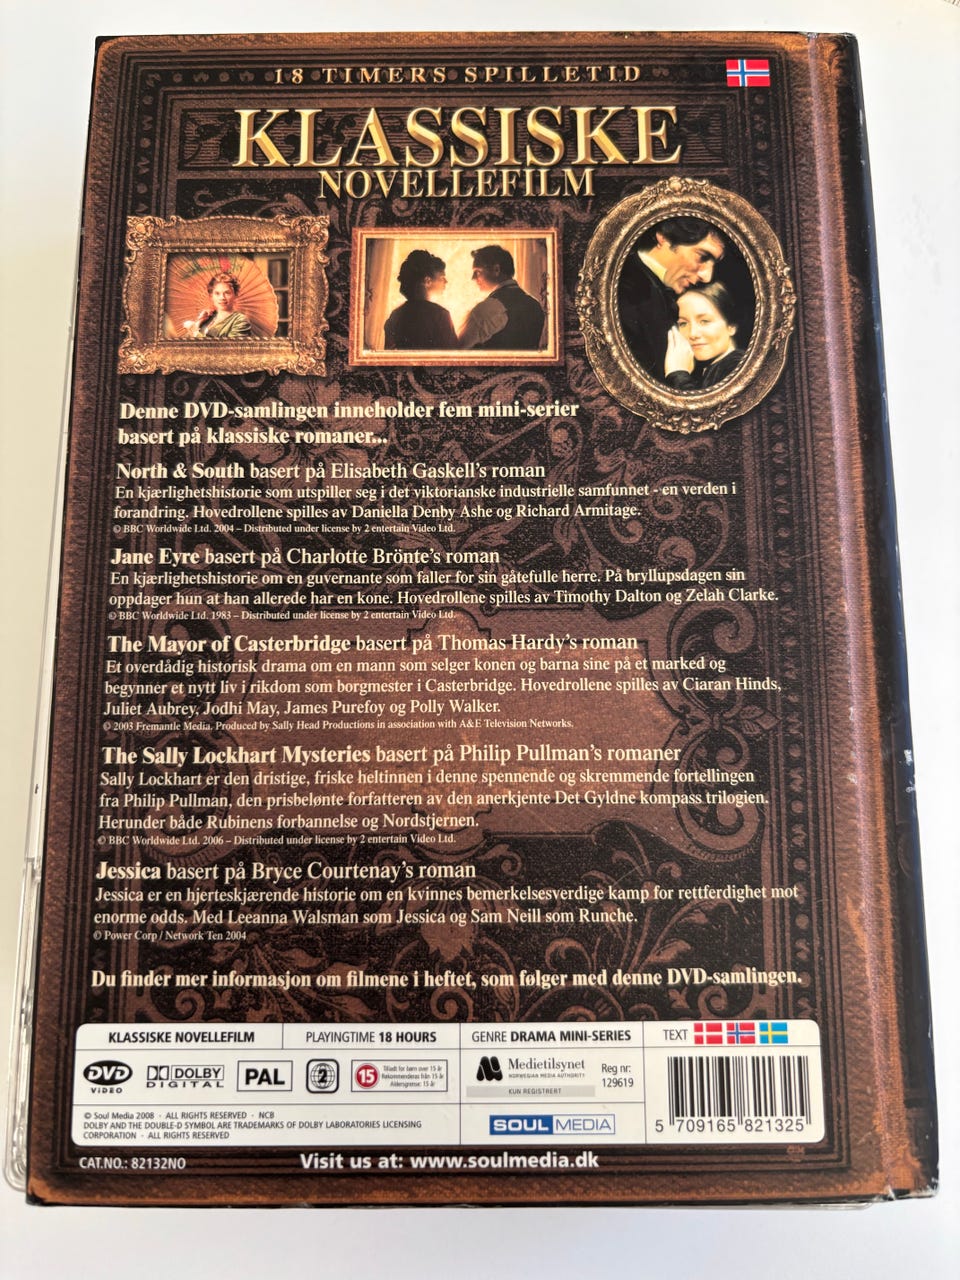 18 TIMERS SPILLETID
KLASSISKE
NOVELLEFILM
Denne DVD-samlingen inneholder fem mini-serier
basert på klassiske romaner...
North & South basert på Elisabeth Gaskell's roman
En kjærlighetshistorie som utspiller seg i det viktorianske industrielle samfunnet - en verden i
forandring. Hovedrollene spilles av Daniella Denby Ashe og Richard Armitage.
© BBC Worldwide Ltd. 2004 – Distributed under license by 2 entertain Video Ltd.
Jane Eyre basert på Charlotte Brönte's roman
En kjærlighetshistorie om en guvernante som faller for sin gåtefulle herre. På bryllupsdagen sin
oppdager hun at han allerede har en kone. Hovedrollene spilles av Timothy Dalton og Zelah Clarke.
© BBC Worldwide Ltd. 1983 – Distributed under license by 2 entertain Video Ltd.
The Mayor of Casterbridge basert på Thomas Hardy's roman
Et overdådig historisk drama om en mann som selger konen og barna sine på et marked og
begynner et nytt liv i rikdom som borgmester i Casterbridge. Hovedrollene spilles av Ciaran Hinds,
Juliet Aubrey, Jodhi May, James Purefoy og Polly Walker.
© 2003 Fremantle Media. Produced by Sally Head Productions in association with A&E Television Networks.
The Sally Lockhart Mysteries basert på Philip Pullman's romaner
Sally Lockhart er den dristige, friske heltinnen i denne spennende og skremmende fortellingen
fra Philip Pullman, den prisbelønte forfatteren av den anerkjente Det Gyldne kompass trilogien.
Herunder både Rubinens forbannelse og Nordstjernen.
© BBC Worldwide Ltd. 2006 – Distributed under license by 2 entertain Video Ltd.
Jessica basert på Bryce Courtenay's roman
Jessica er en hjerteskjærende historie om en kvinnes bemerkelsesverdige kamp for rettferdighet mot
enorme odds. Med Leeanna Walsman som Jessica og Sam Neill som Runche.
© Power Corp / Network Ten 2004
Du finder mer informasjon om filmene i heftet, som følger med denne DVD-samlingen.
KLASSISKE NOVELLEFILM PLAYINGTIME 18 HOURS GENRE DRAMA MINI-SERIES TEXT
DVD VIDEO DOLBY DIGITAL PAL 2 15
Tilladt for børn over 15 år
Rekommenderas från 15 år
Aldersgrense: 15 år
Medietilsynet
NORWEGIAN MEDIA AUTHORITY
KUN REGISTRERT
Reg nr:
129619
© Soul Media 2008 · ALL RIGHTS RESERVED · NCB
DOLBY AND THE DOUBLE-D SYMBOL ARE TRADEMARKS OF DOLBY LABORATORIES LICENSING
CORPORATION · ALL RIGHTS RESERVED
SOUL MEDIA
5 709165 821325
CAT.NO.: 82132NO
Visit us at: www.soulmedia.dk